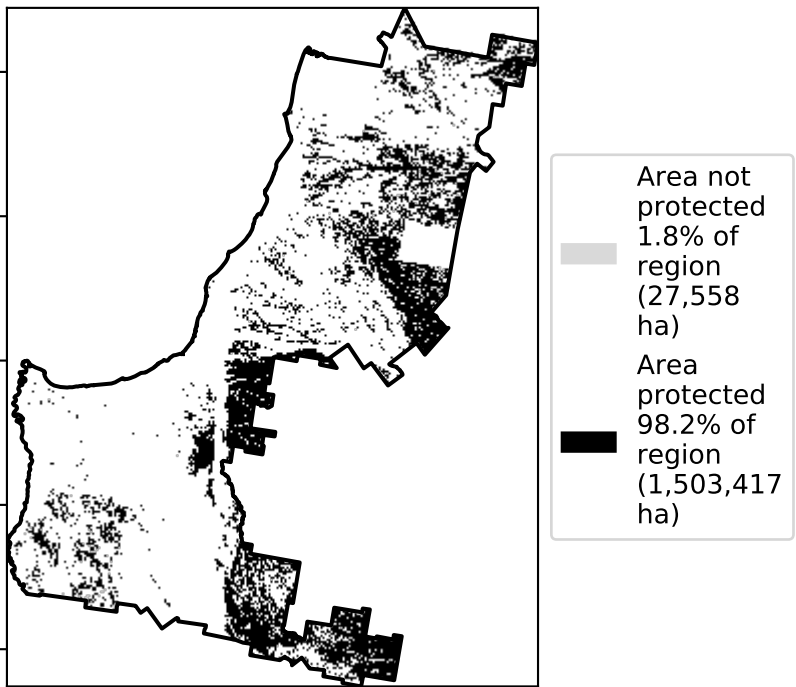 Area not
protected
1.8% of
region
(27,558
ha)
Area
protected
98.2% of
region
(1,503,417
ha)